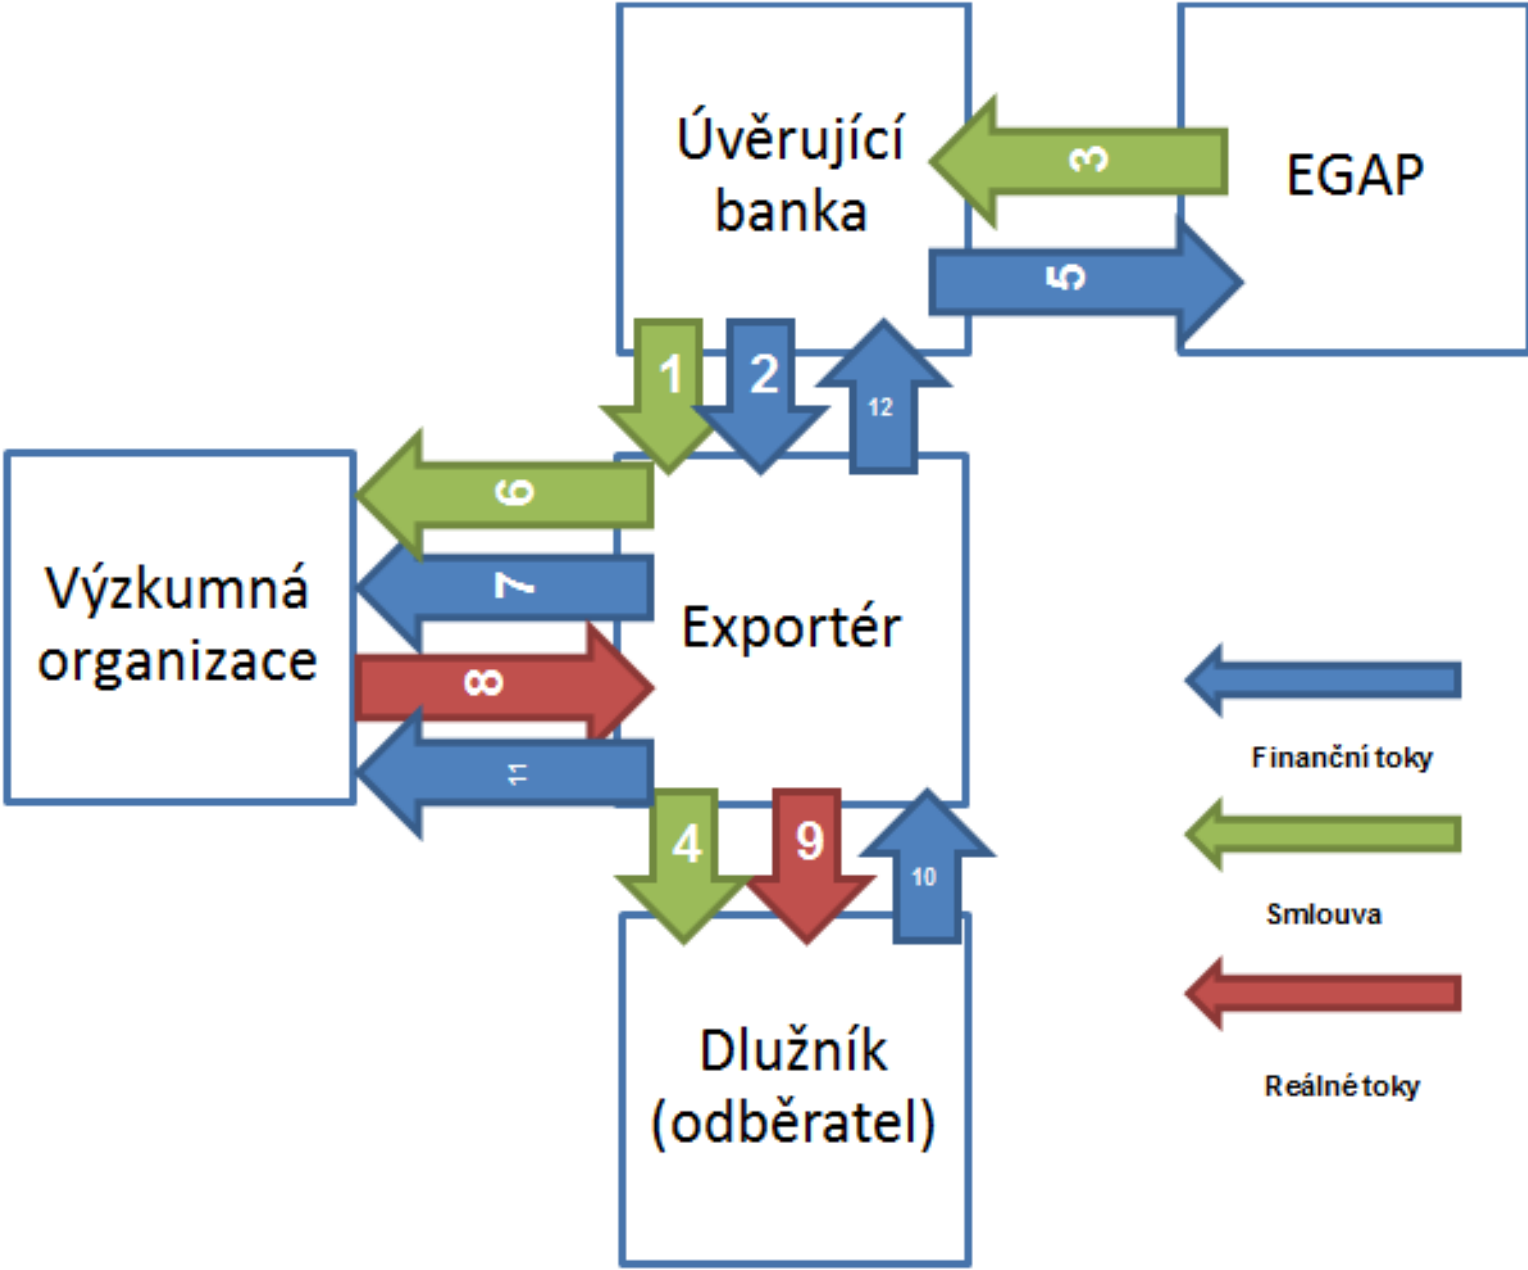 Úvěrující
banka
EGAP
3
5
1
2
12
6
7
8
11
Výzkumná
organizace
Exportér
4
9
10
Dlužník
(odběratel)
Finanční toky
Smlouva
Reálné toky